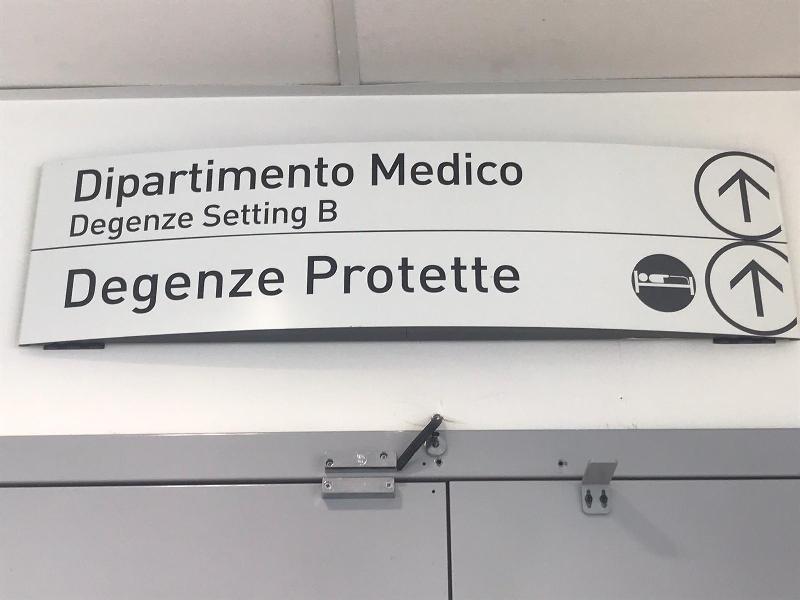 Dipartimento Medico
Degenze Setting B
Degenze Protette